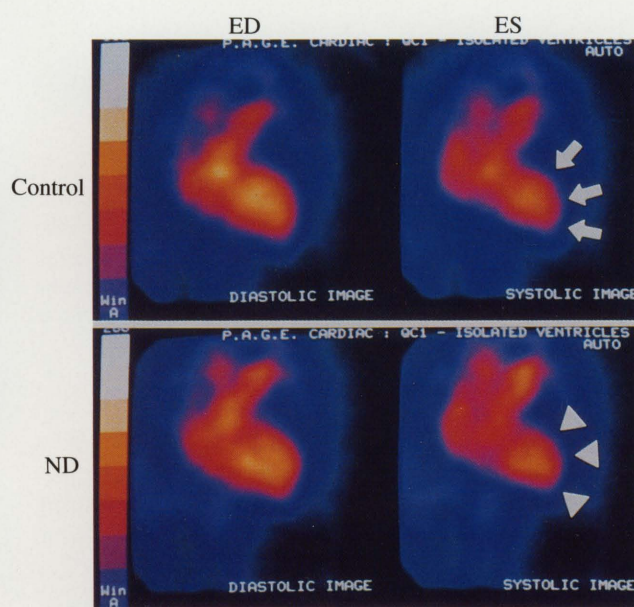 ED ES
P.A.G.E. CARDIAC : QC1 - ISOLATED VENTRICLES
AUTO
Control
Win
A
DIASTOLIC IMAGE SYSTOLIC IMAGE
P.A.G.E. CARDIAC : QC1 - ISOLATED VENTRICLES
AUTO
ND
Win
A
DIASTOLIC IMAGE SYSTOLIC IMAGE